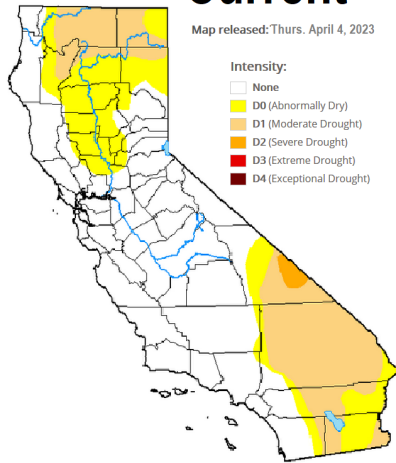 Current
Map released: Thurs. April 4, 2023
Intensity:
None
D0 (Abnormally Dry)
D1 (Moderate Drought)
D2 (Severe Drought)
D3 (Extreme Drought)
D4 (Exceptional Drought)